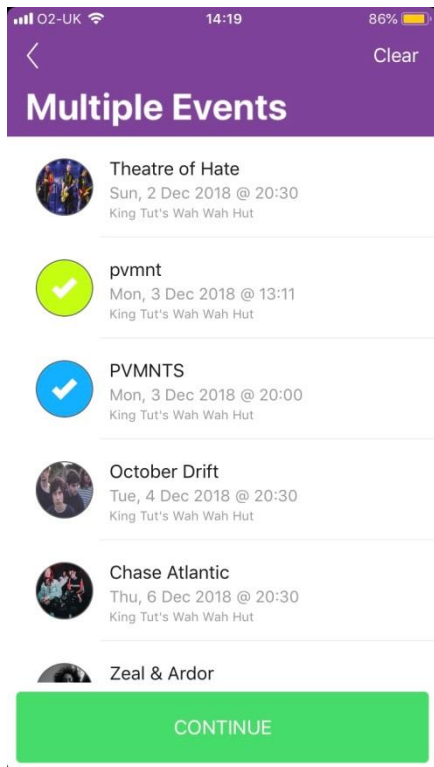 O2-UK 14:19 86%
Clear
Multiple Events
Theatre of Hate
Sun, 2 Dec 2018 @ 20:30
King Tut's Wah Wah Hut
pvmnt
Mon, 3 Dec 2018 @ 13:11
King Tut's Wah Wah Hut
PVMNTS
Mon, 3 Dec 2018 @ 20:00
King Tut's Wah Wah Hut
October Drift
Tue, 4 Dec 2018 @ 20:30
King Tut's Wah Wah Hut
Chase Atlantic
Thu, 6 Dec 2018 @ 20:30
King Tut's Wah Wah Hut
Zeal & Ardor
CONTINUE